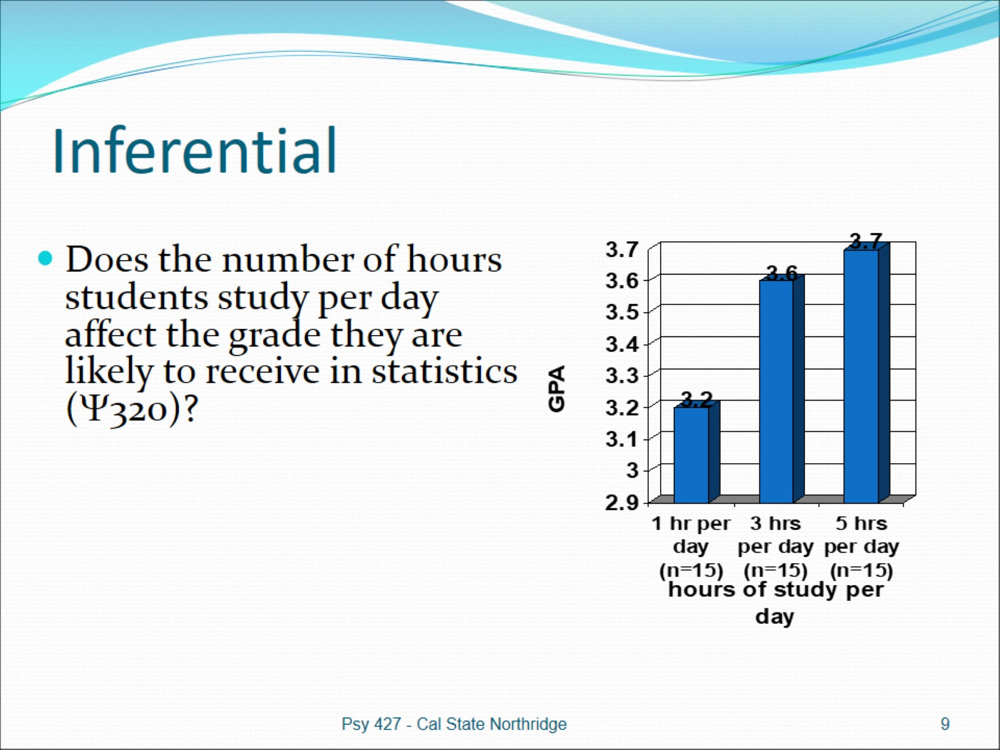 Inferential
Does the number of hours
students study per day
affect the grade they are
likely to receive in statistics
(Ψ320)?
3.7
3.6
3.5
3.4
3.3
3.2
3.1
3
2.9
GPA
3.2
3.6
3.7
1 hr per
day
(n=15)
3 hrs
per day
(n=15)
5 hrs
per day
(n=15)
hours of study per
day
Psy 427 - Cal State Northridge
9